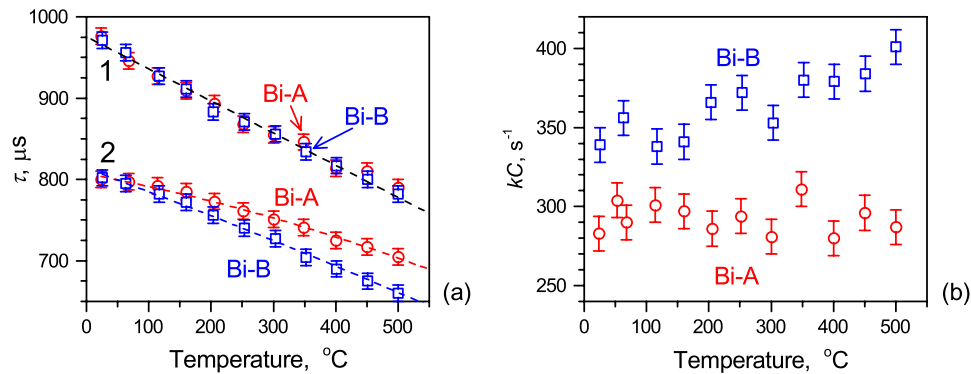 1000
900
800
700
τ, μs
1
2
Bi-A
Bi-B
Bi-A
Bi-B
0 100 200 300 400 500
Temperature, °C
(a)
400
350
300
250
kC, s⁻¹
Bi-B
Bi-A
0 100 200 300 400 500
Temperature, °C
(b)